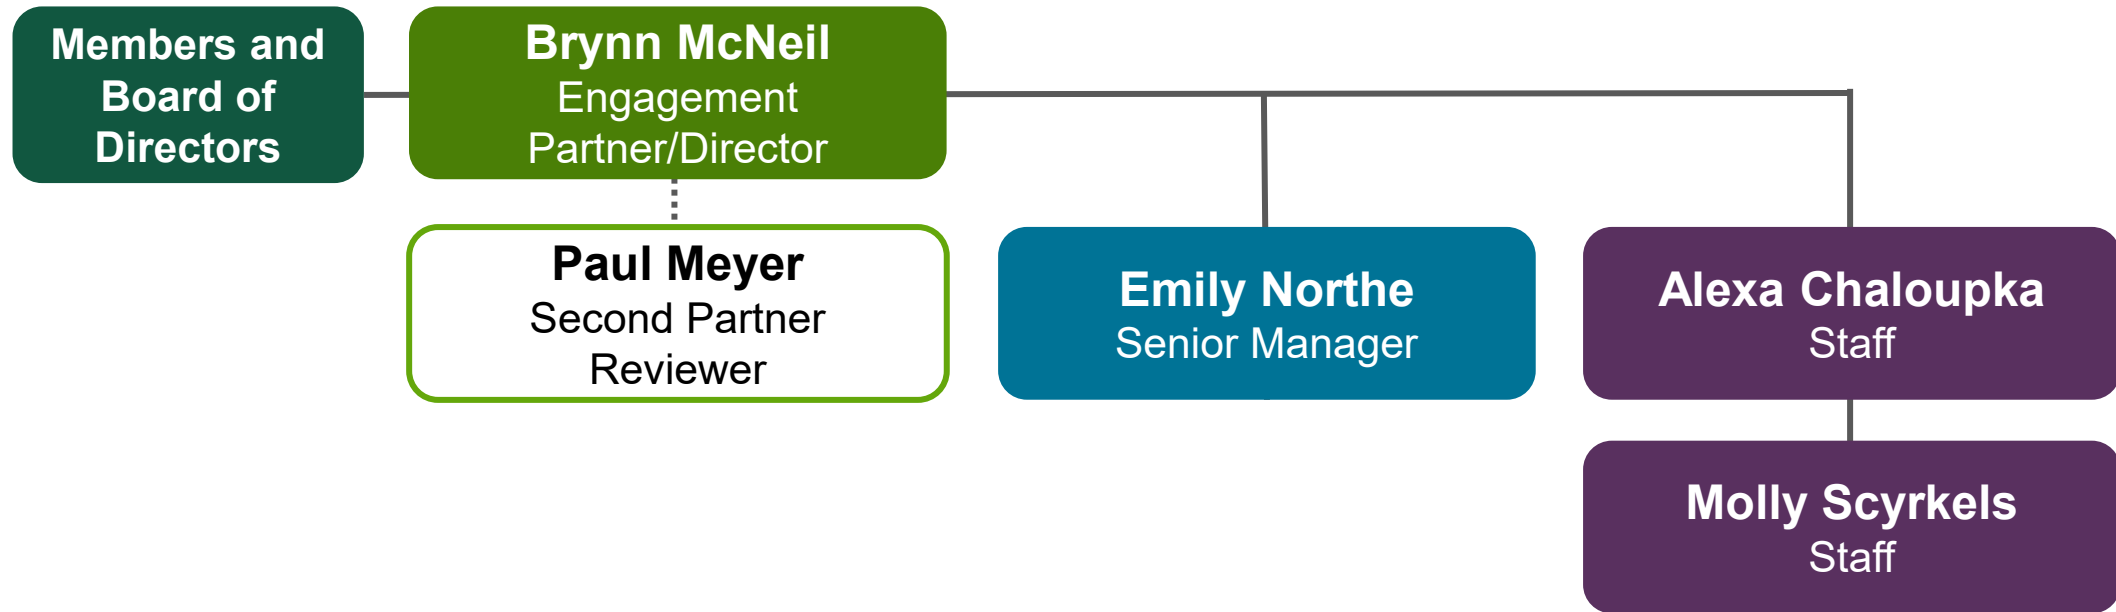 Members and
Board of
Directors
Brynn McNeil
Engagement
Partner/Director
Paul Meyer
Second Partner
Reviewer
Emily Northe
Senior Manager
Alexa Chaloupka
Staff
Molly Scyrkels
Staff